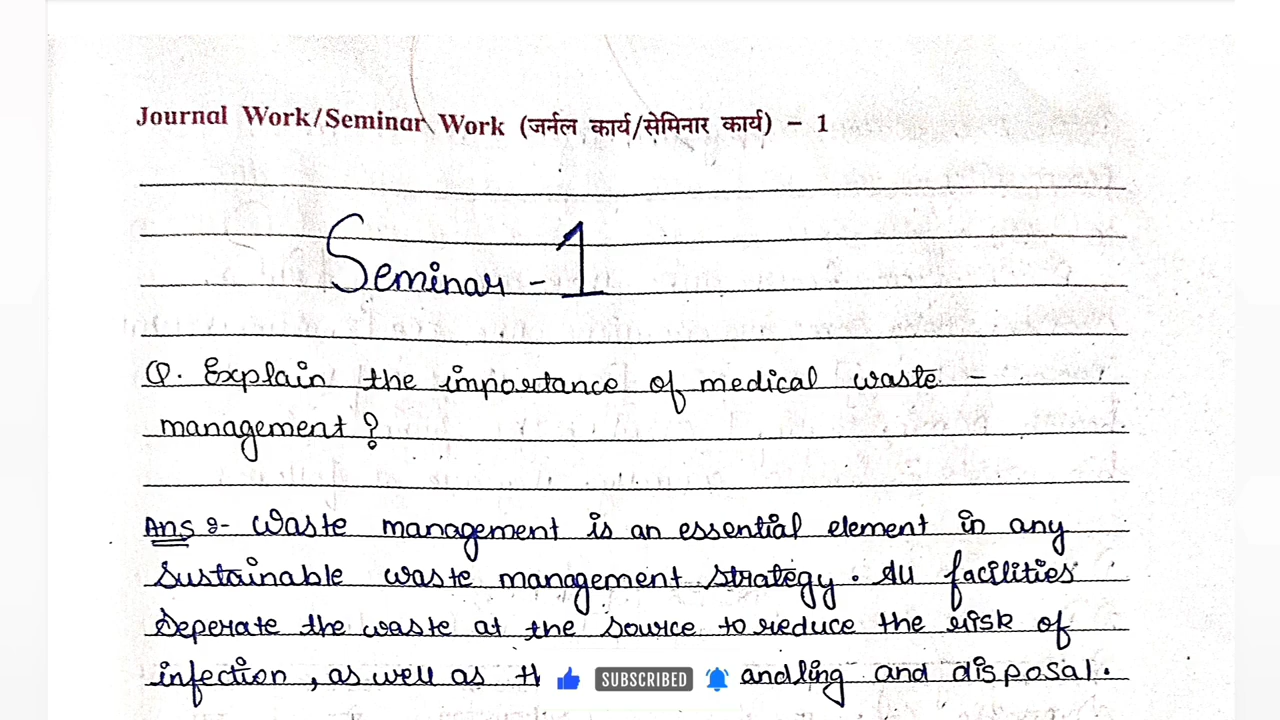 Journal Work/Seminar Work (जर्नल कार्य/सेमिनार कार्य) - 1
Seminar - 1
Q. Explain the importance of medical waste -
management ?
Ans :- Waste management is an essential element in any
Sustainable waste management strategy. All facilities
Seperate the waste at the source to reduce the risk of
infection, as well as th SUBSCRIBED andling and disposal.